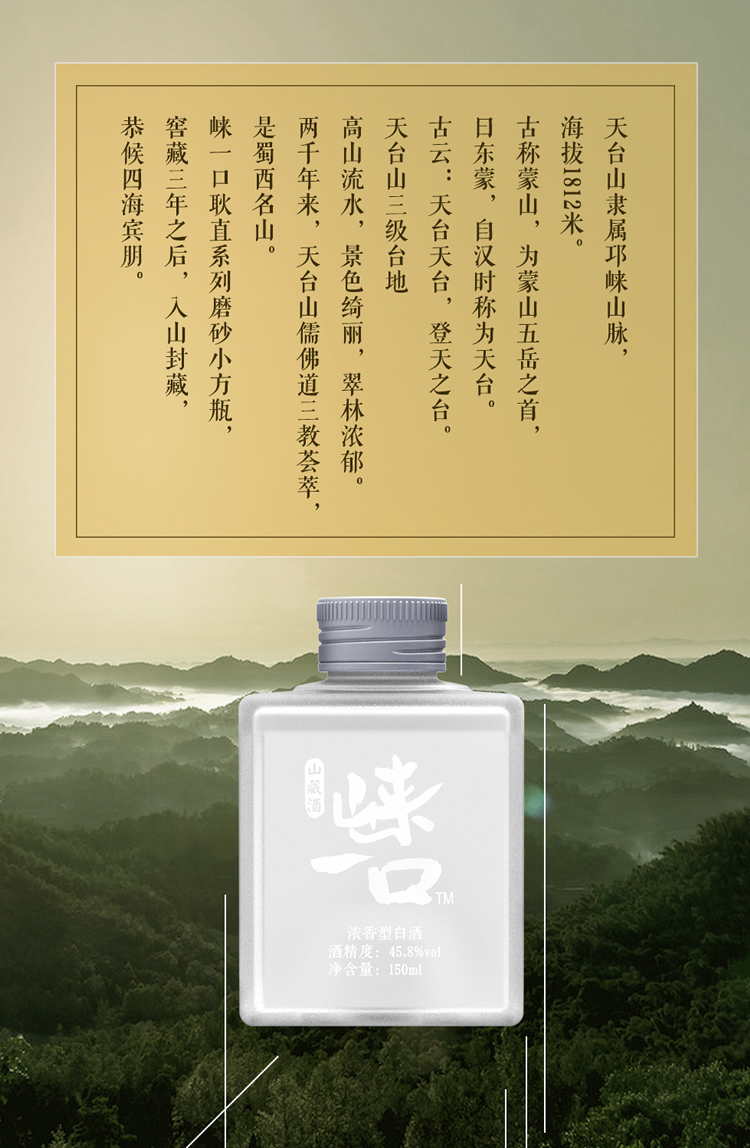 天台山隶属邛崃山脉，
海拔1812米。
古称蒙山，为蒙山五岳之首，
日东蒙，自汉时称为天台。
古云：天台天台，登天之台。
天台山三级台地
高山流水，景色绮丽，翠林浓郁。
两千年来，天台山儒佛道三教荟萃，
是蜀西名山。
崃一口耿直系列磨砂小方瓶，
窖藏三年之后，入山封藏，
恭候四海宾朋。
山藏酒
崃一口
TM
浓香型白酒
酒精度：45.8%vol
净含量：150ml